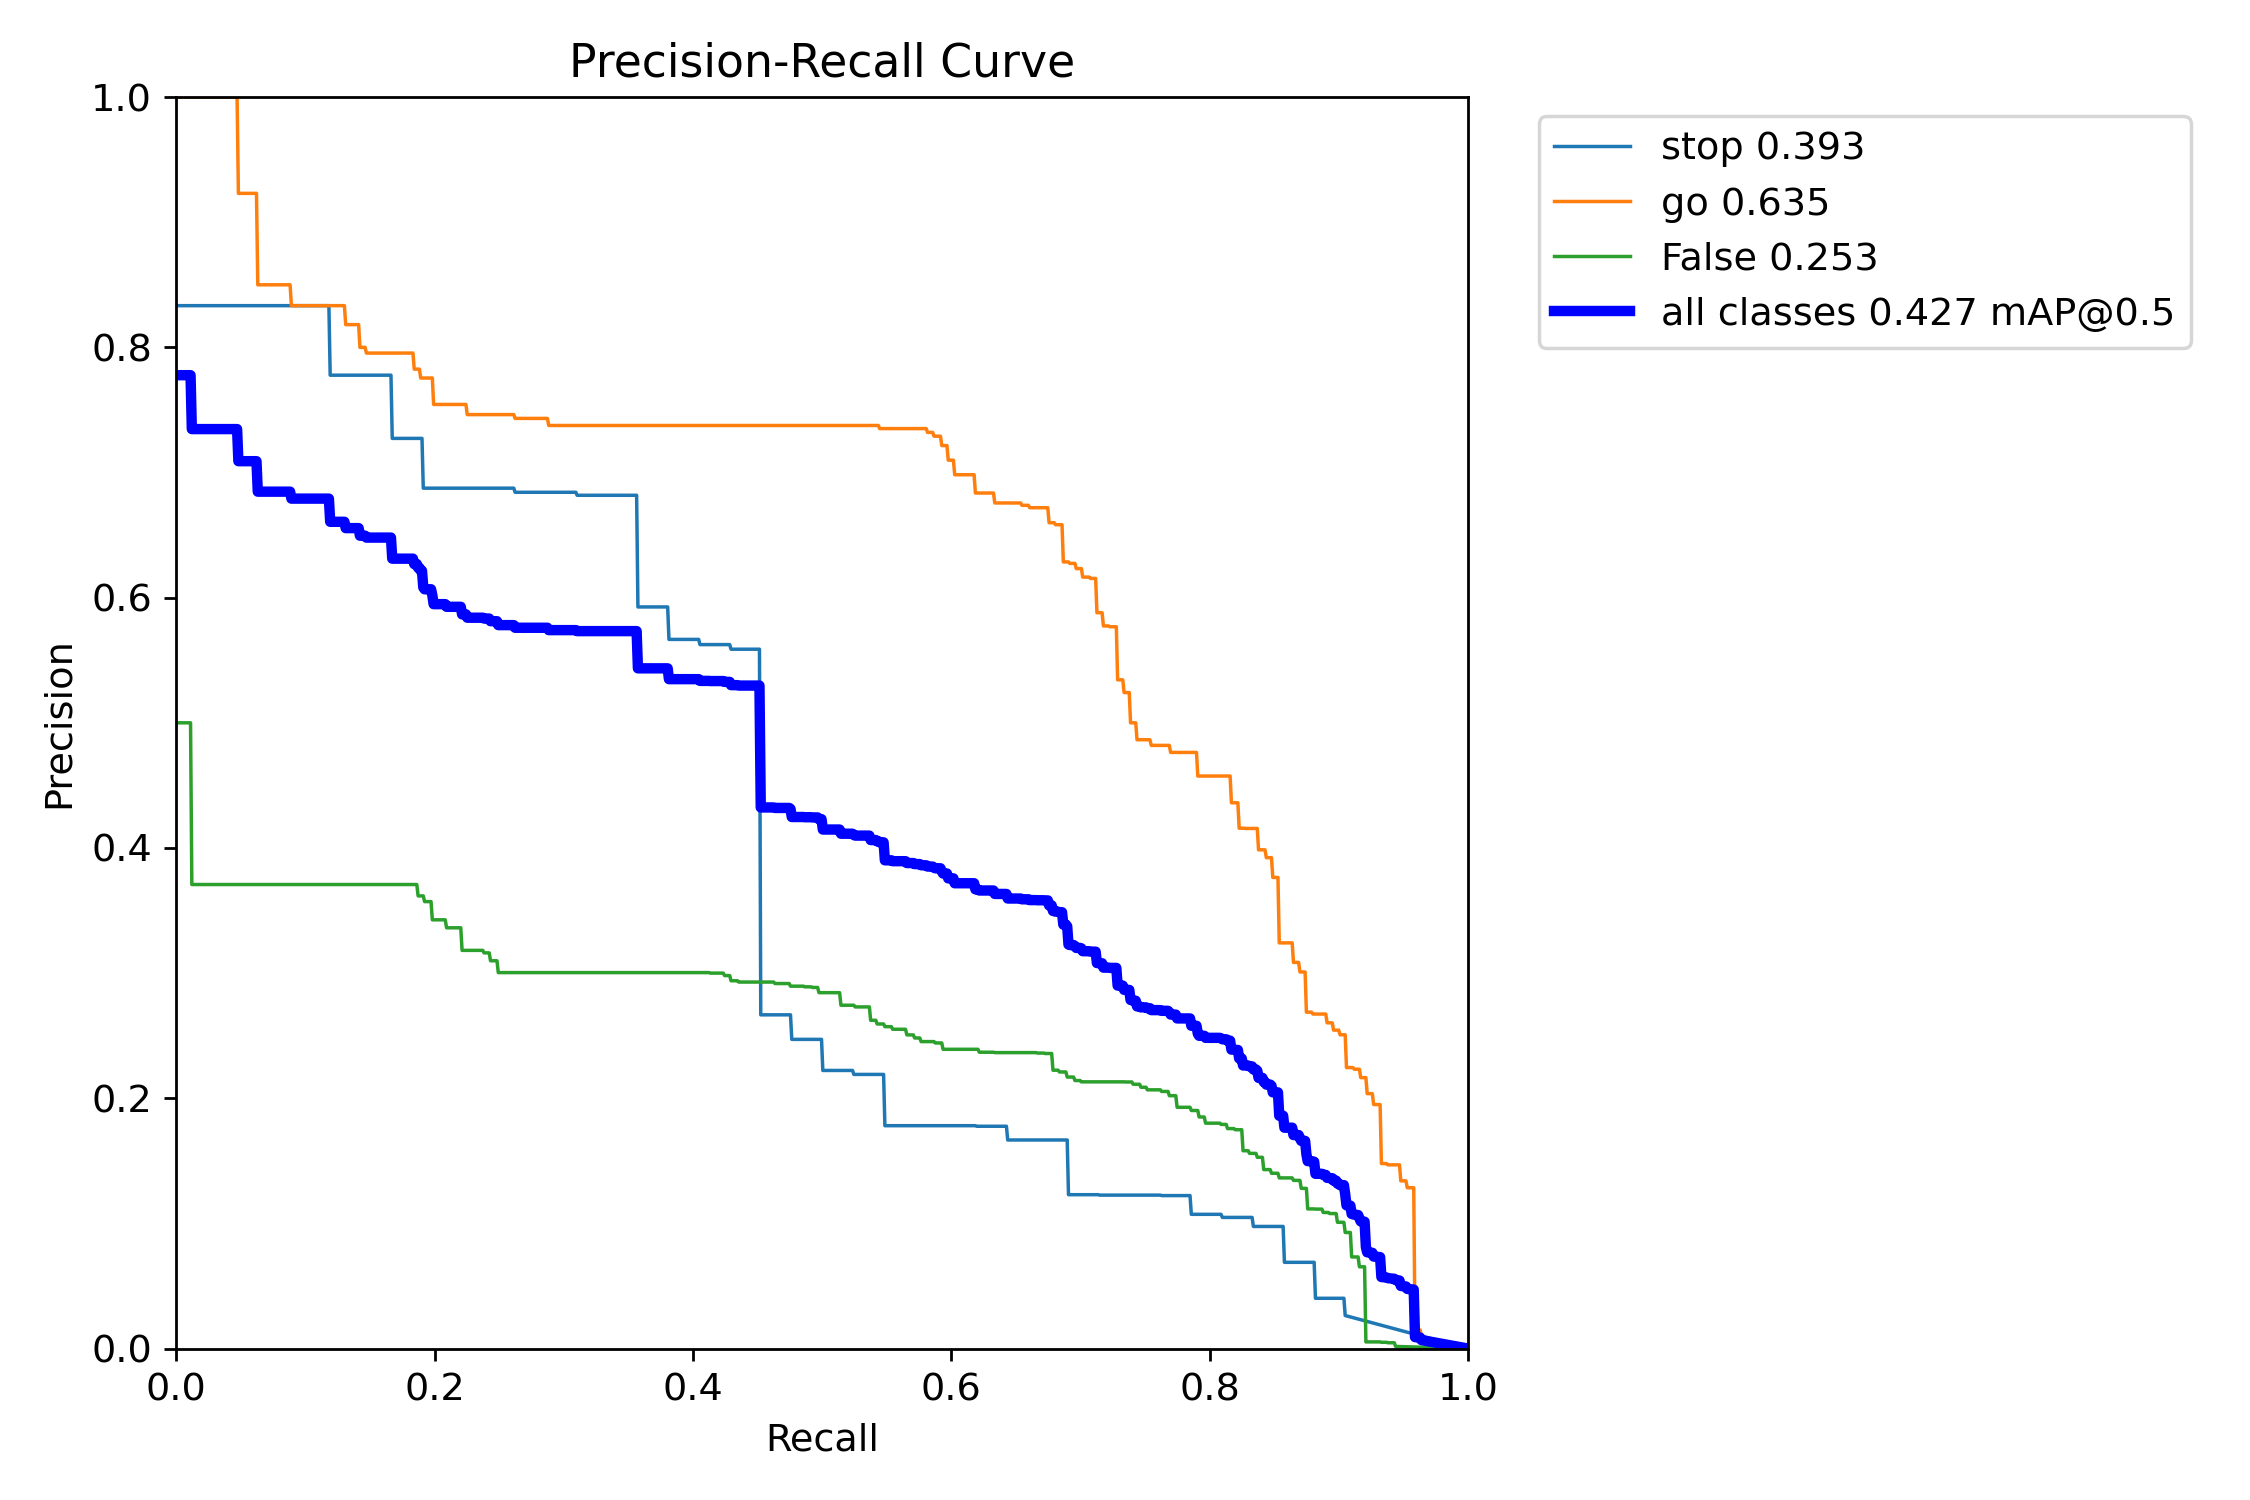 Precision-Recall Curve
1.0
0.8
0.6
0.4
0.2
0.0
Precision
0.0 0.2 0.4 0.6 0.8 1.0
Recall
stop 0.393
go 0.635
False 0.253
all classes 0.427 mAP@0.5